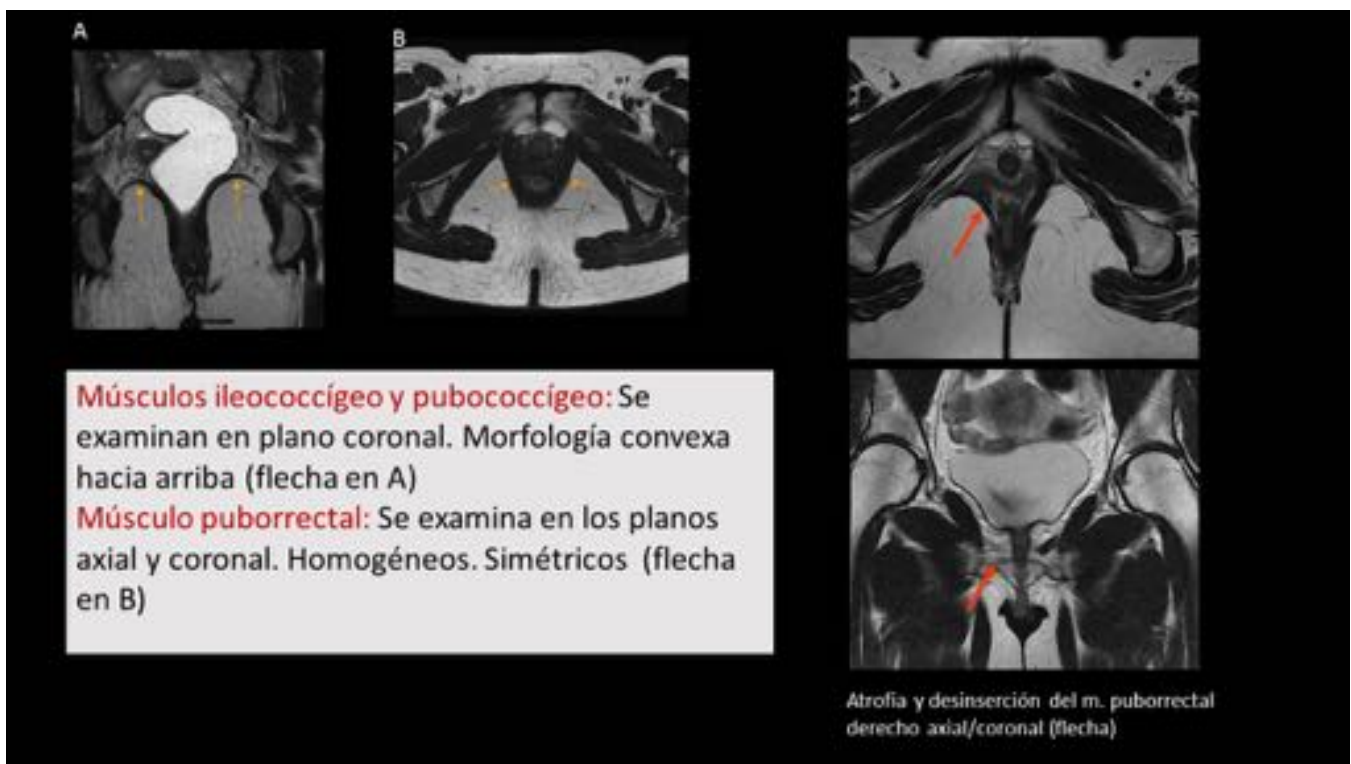 A
B
Músculos ileococcígeo y pubococcígeo: Se
examinan en plano coronal. Morfología convexa
hacia arriba (flecha en A)
Músculo puborrectal: Se examina en los planos
axial y coronal. Homogéneos. Simétricos (flecha
en B)
Atrofia y desinserción del m. puborrectal
derecho axial/coronal (flecha)